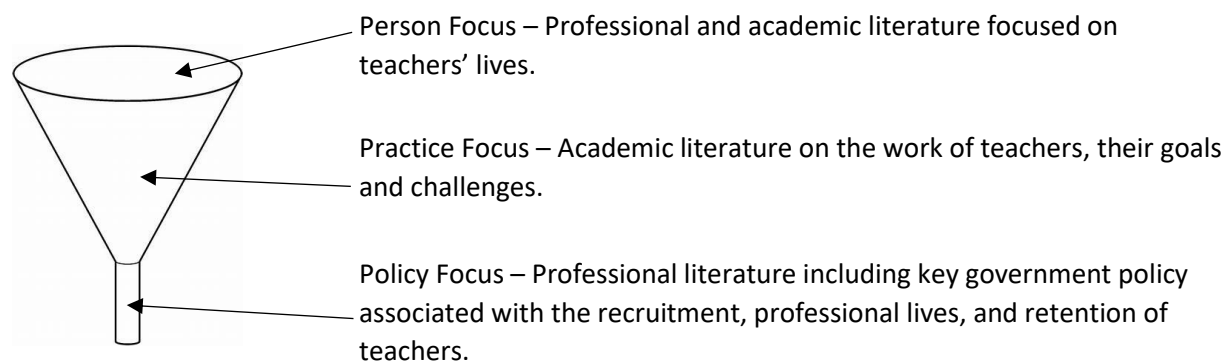 Person Focus – Professional and academic literature focused on
teachers’ lives.
Practice Focus – Academic literature on the work of teachers, their goals
and challenges.
Policy Focus – Professional literature including key government policy
associated with the recruitment, professional lives, and retention of
teachers.